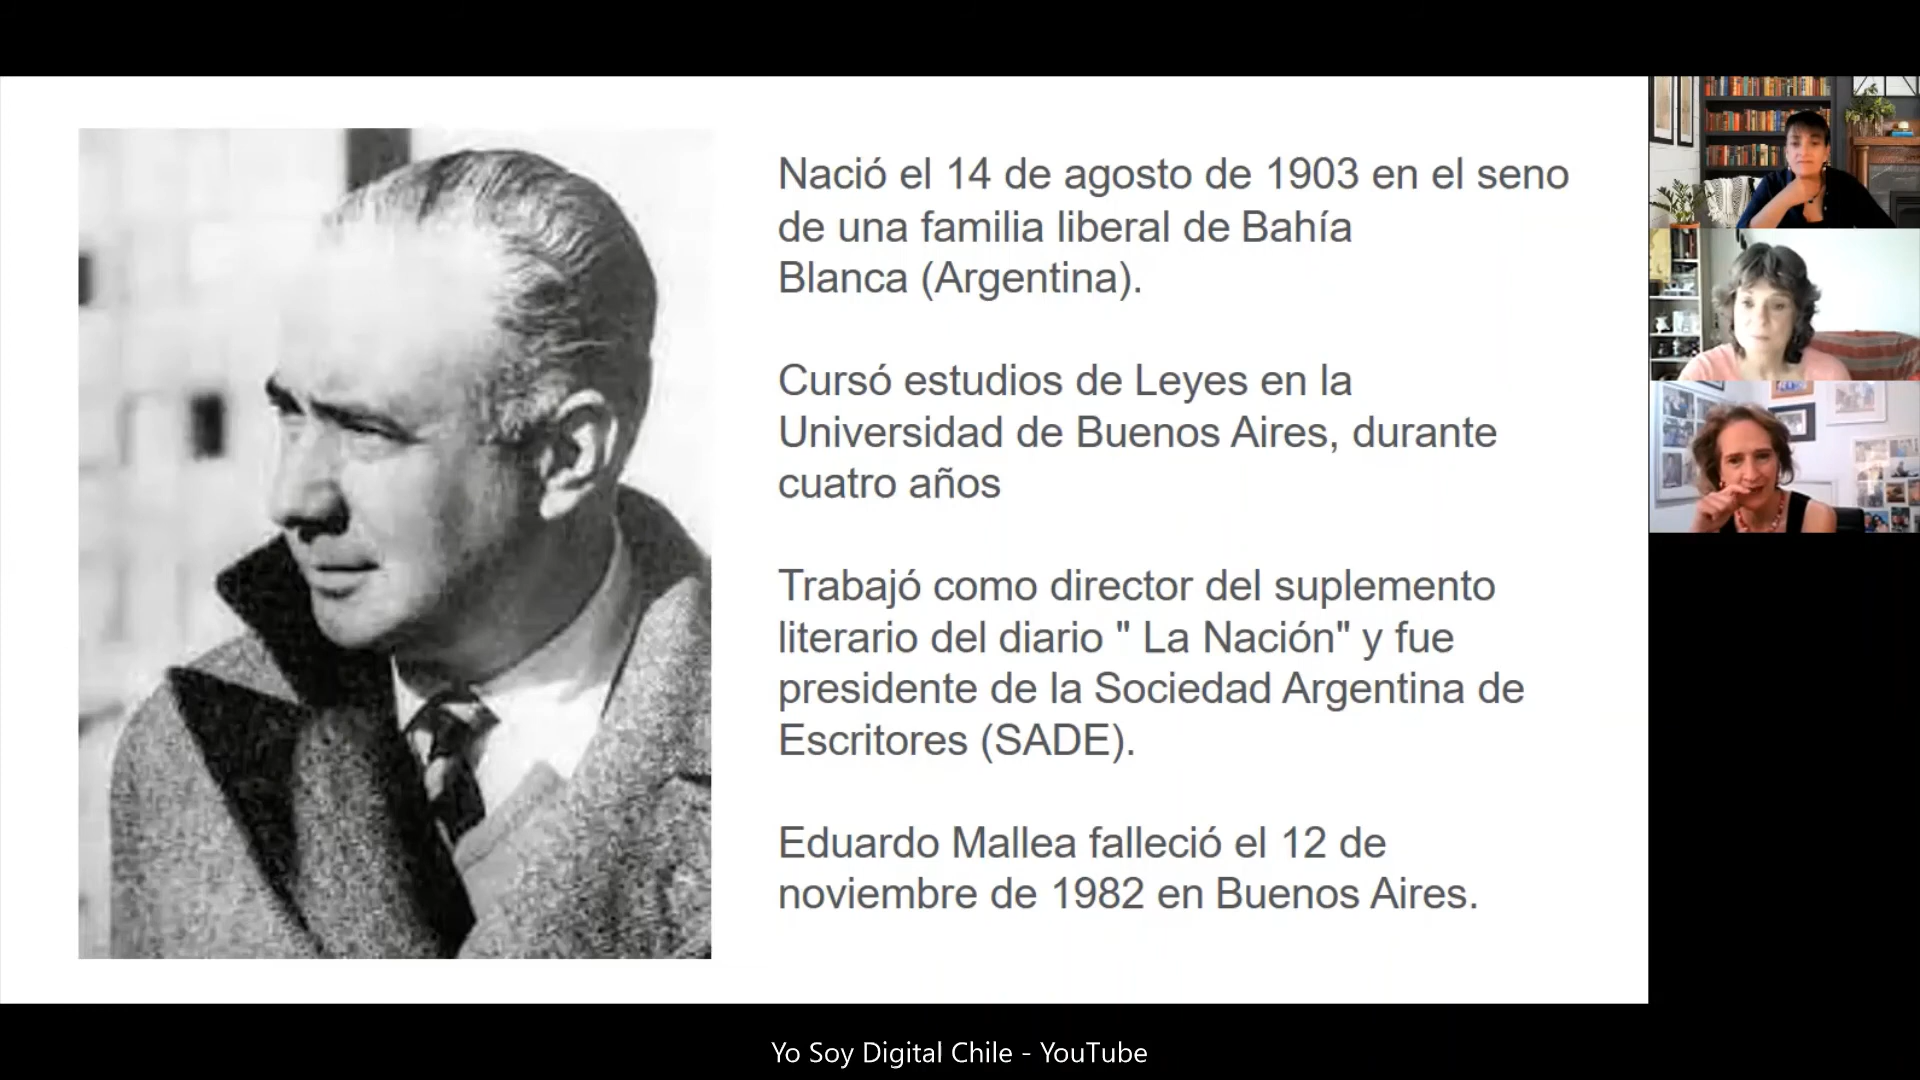 Nació el 14 de agosto de 1903 en el seno
de una familia liberal de Bahía
Blanca (Argentina).
Cursó estudios de Leyes en la
Universidad de Buenos Aires, durante
cuatro años
Trabajó como director del suplemento
literario del diario " La Nación" y fue
presidente de la Sociedad Argentina de
Escritores (SADE).
Eduardo Mallea falleció el 12 de
noviembre de 1982 en Buenos Aires.
Yo Soy Digital Chile - YouTube